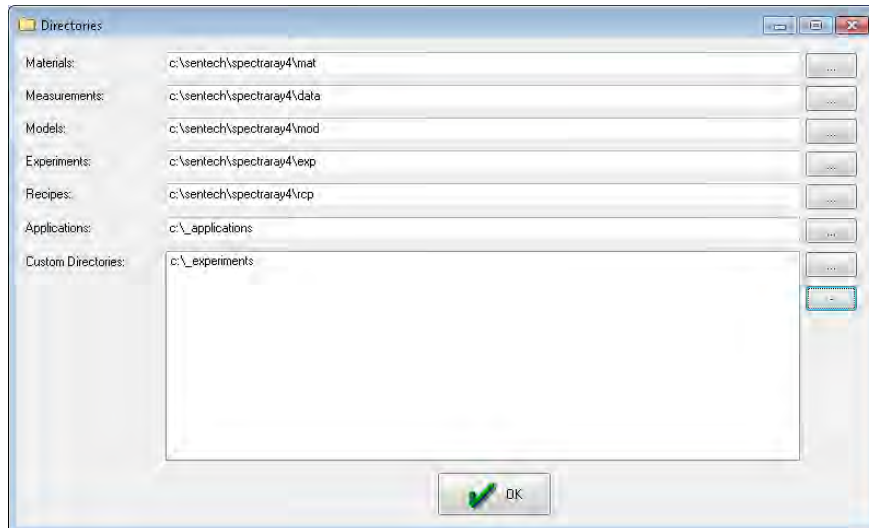 Directories
Materials: c:\sentech\spectraray4\mat ...
Measurements: c:\sentech\spectraray4\data ...
Models: c:\sentech\spectraray4\mod ...
Experiments: c:\sentech\spectraray4\exp ...
Recipes: c:\sentech\spectraray4\rcp ...
Applications: c:\_applications ...
Custom Directories: c:\_experiments ...
-
OK